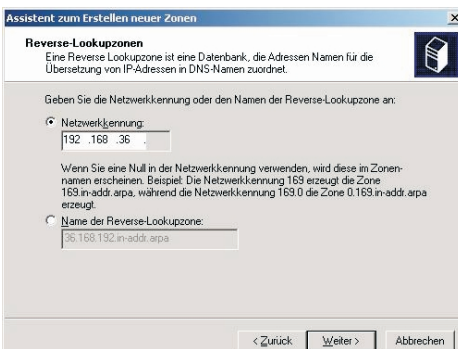 Assistent zum Erstellen neuer Zonen
Reverse-Lookupzonen
Eine Reverse Lookupzone ist eine Datenbank, die Adressen Namen für die
Übersetzung von IP-Adressen in DNS-Namen zuordnet.
Geben Sie die Netzwerkkennung oder den Namen der Reverse-Lookupzone an:
Netzwerkkennung:
192 .168 .36 .
Wenn Sie eine Null in der Netzwerkkennung verwenden, wird diese im Zonen-
namen erscheinen. Beispiel: Die Netzwerkkennung 169 erzeugt die Zone
169.in-addr.arpa, während die Netzwerkkennung 169.0 die Zone 0.169.in-addr.arpa
erzeugt.
Name der Reverse-Lookupzone:
36.168.192.in-addr.arpa
< Zurück Weiter > Abbrechen